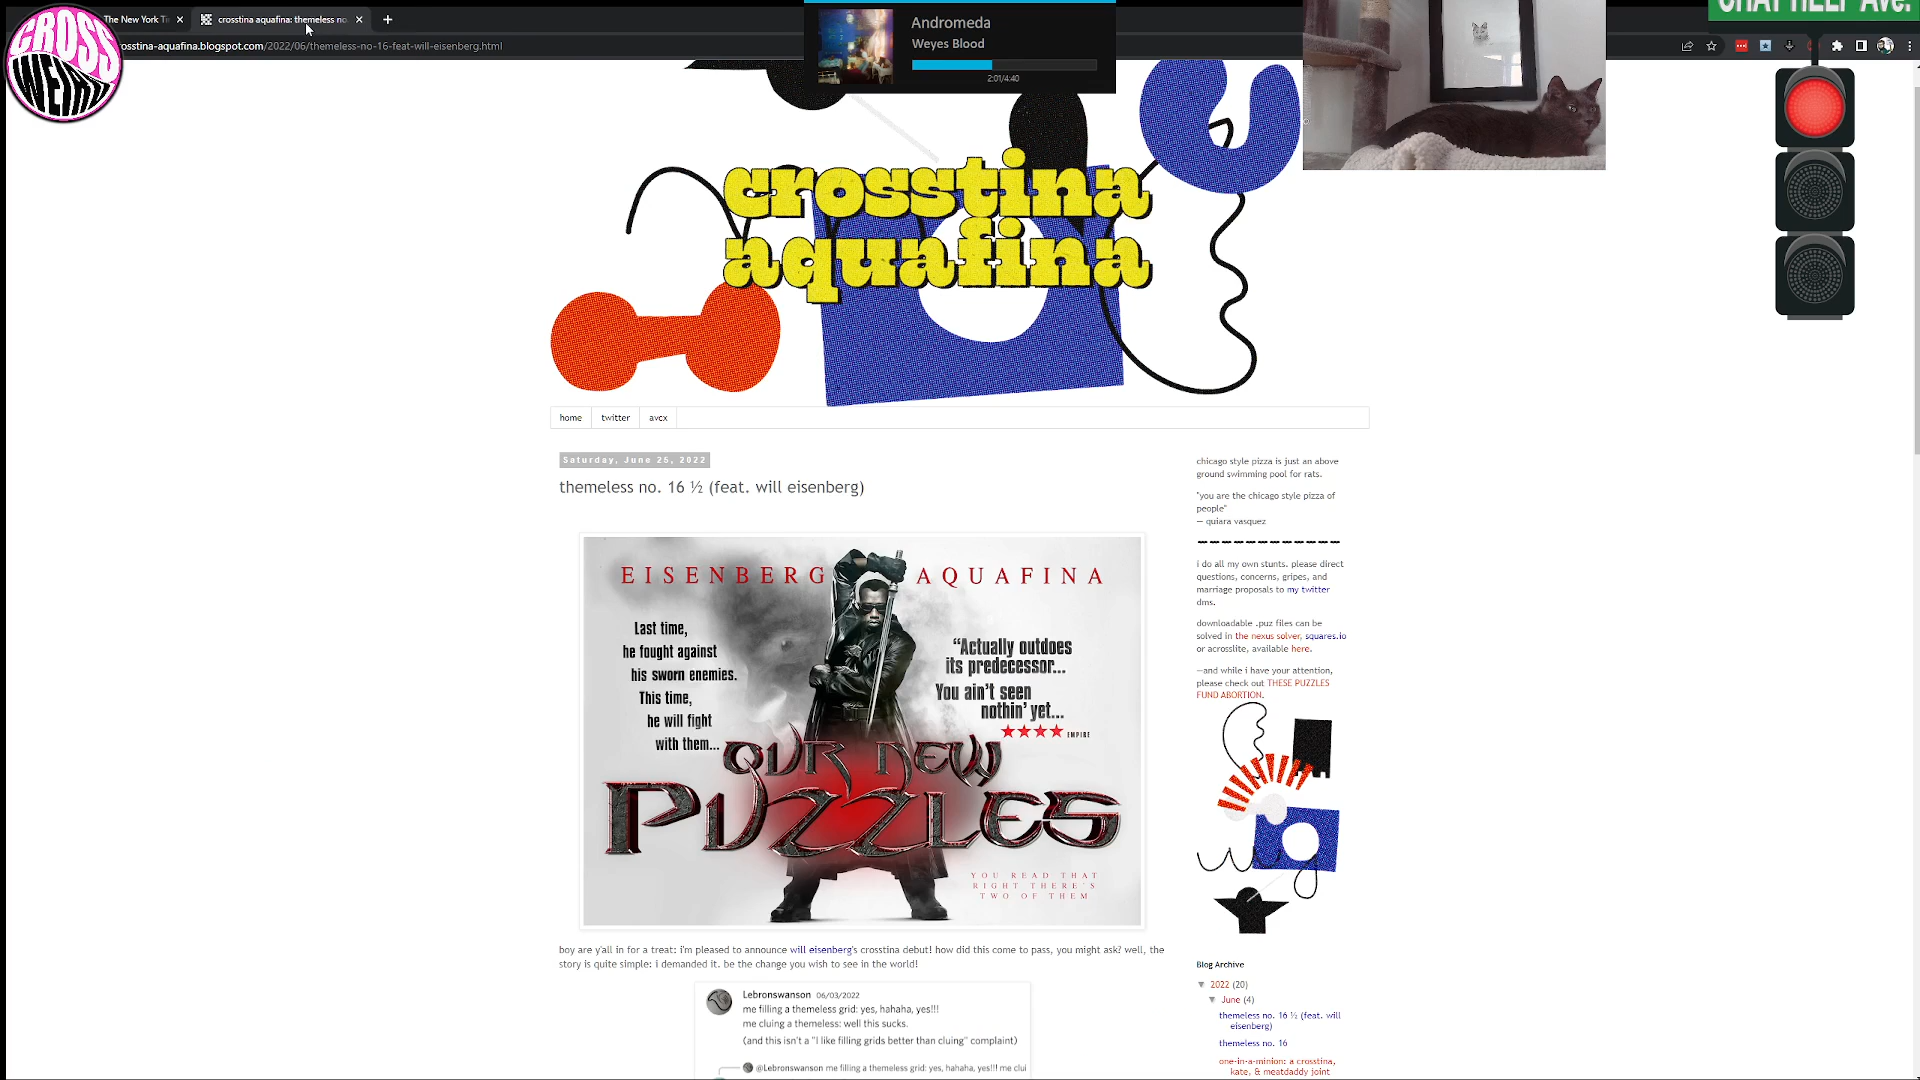 CROSS
WEIRD
The New York Ti
crosstina aquafina: themeless no
rosstina-aquafina.blogspot.com/2022/06/themeless-no-16-feat-will-eisenberg.html
Andromeda
Weyes Blood
2:01/4:40
CHAT HELP Ave.
crosstina
aquafina
home
twitter
avcx
Saturday, June 25, 2022
themeless no. 16 ½ (feat. will eisenberg)
EISENBERG
AQUAFINA
Last time,
he fought against
his sworn enemies.
This time,
he will fight
with them...
“Actually outdoes
its predecessor...
You ain't seen
nothin' yet...
★★★★ EMPIRE
OUR NEW
PUZZLES
YOU READ THAT
RIGHT THERE'S
TWO OF THEM
boy are y'all in for a treat: i'm pleased to announce will eisenberg's crosstina debut! how did this come to pass, you might ask? well, the
story is quite simple: i demanded it. be the change you wish to see in the world!
Lebronswanson 06/03/2022
me filling a themeless grid: yes, hahaha, yes!!!
me cluing a themeless: well this sucks.
(and this isn't a "I like filling grids better than cluing" complaint)
@Lebronswanson me filling a themeless grid: yes, hahaha, yes!!! me clui
chicago style pizza is just an above
ground swimming pool for rats.
"you are the chicago style pizza of
people"
— quiara vasquez
i do all my own stunts. please direct
questions, concerns, gripes, and
marriage proposals to my twitter
dms.
downloadable .puz files can be
solved in the nexus solver, squares.io
or acrosslite, available here.
—and while i have your attention,
please check out THESE PUZZLES
FUND ABORTION.
Blog Archive
▼ 2022 (20)
▼ June (4)
themeless no. 16 ½ (feat. will
eisenberg)
themeless no. 16
one-in-a-minion: a crosstina,
kate, & meatdaddy joint